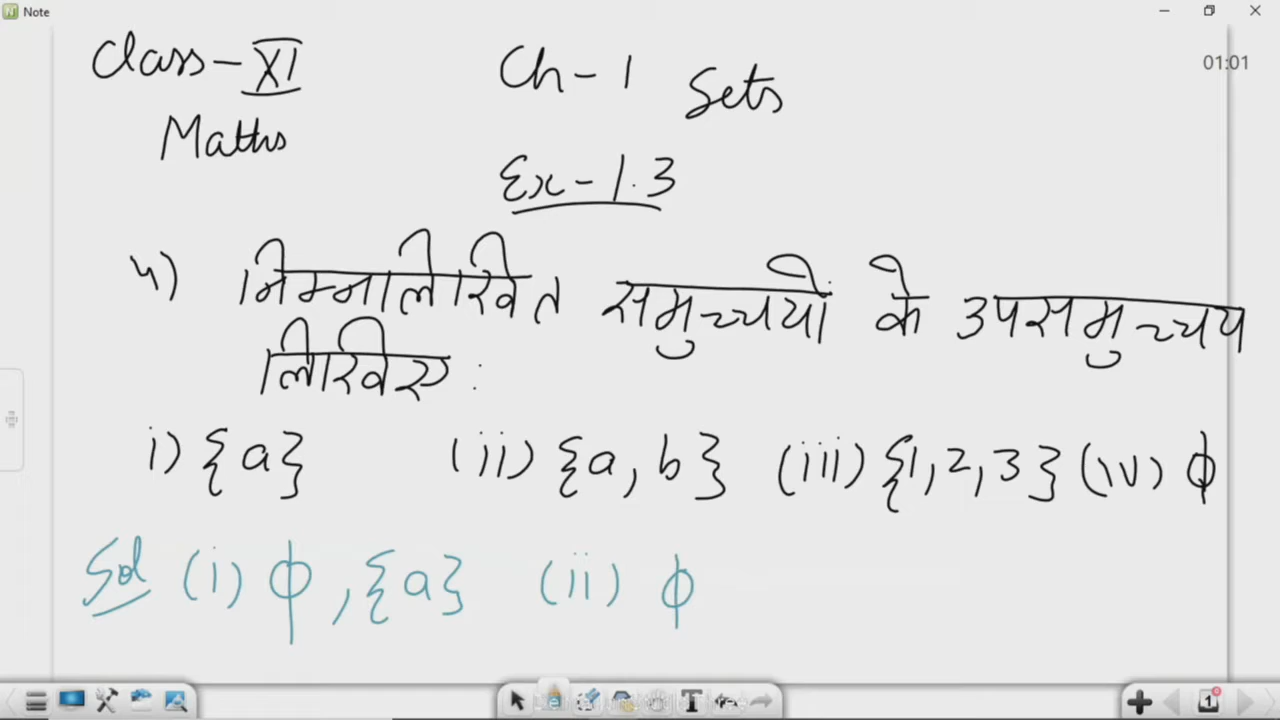 Note
Class-XI Ch-1 Sets
01:01
Maths
Ex-1.3
4) निम्नलिखित समुच्चयों के उपसमुच्चय
लिखिए :
i) {a} (ii) {a, b} (iii) {1, 2, 3} (iv) ϕ
Sol (i) ϕ, {a} (ii) ϕ
T
1